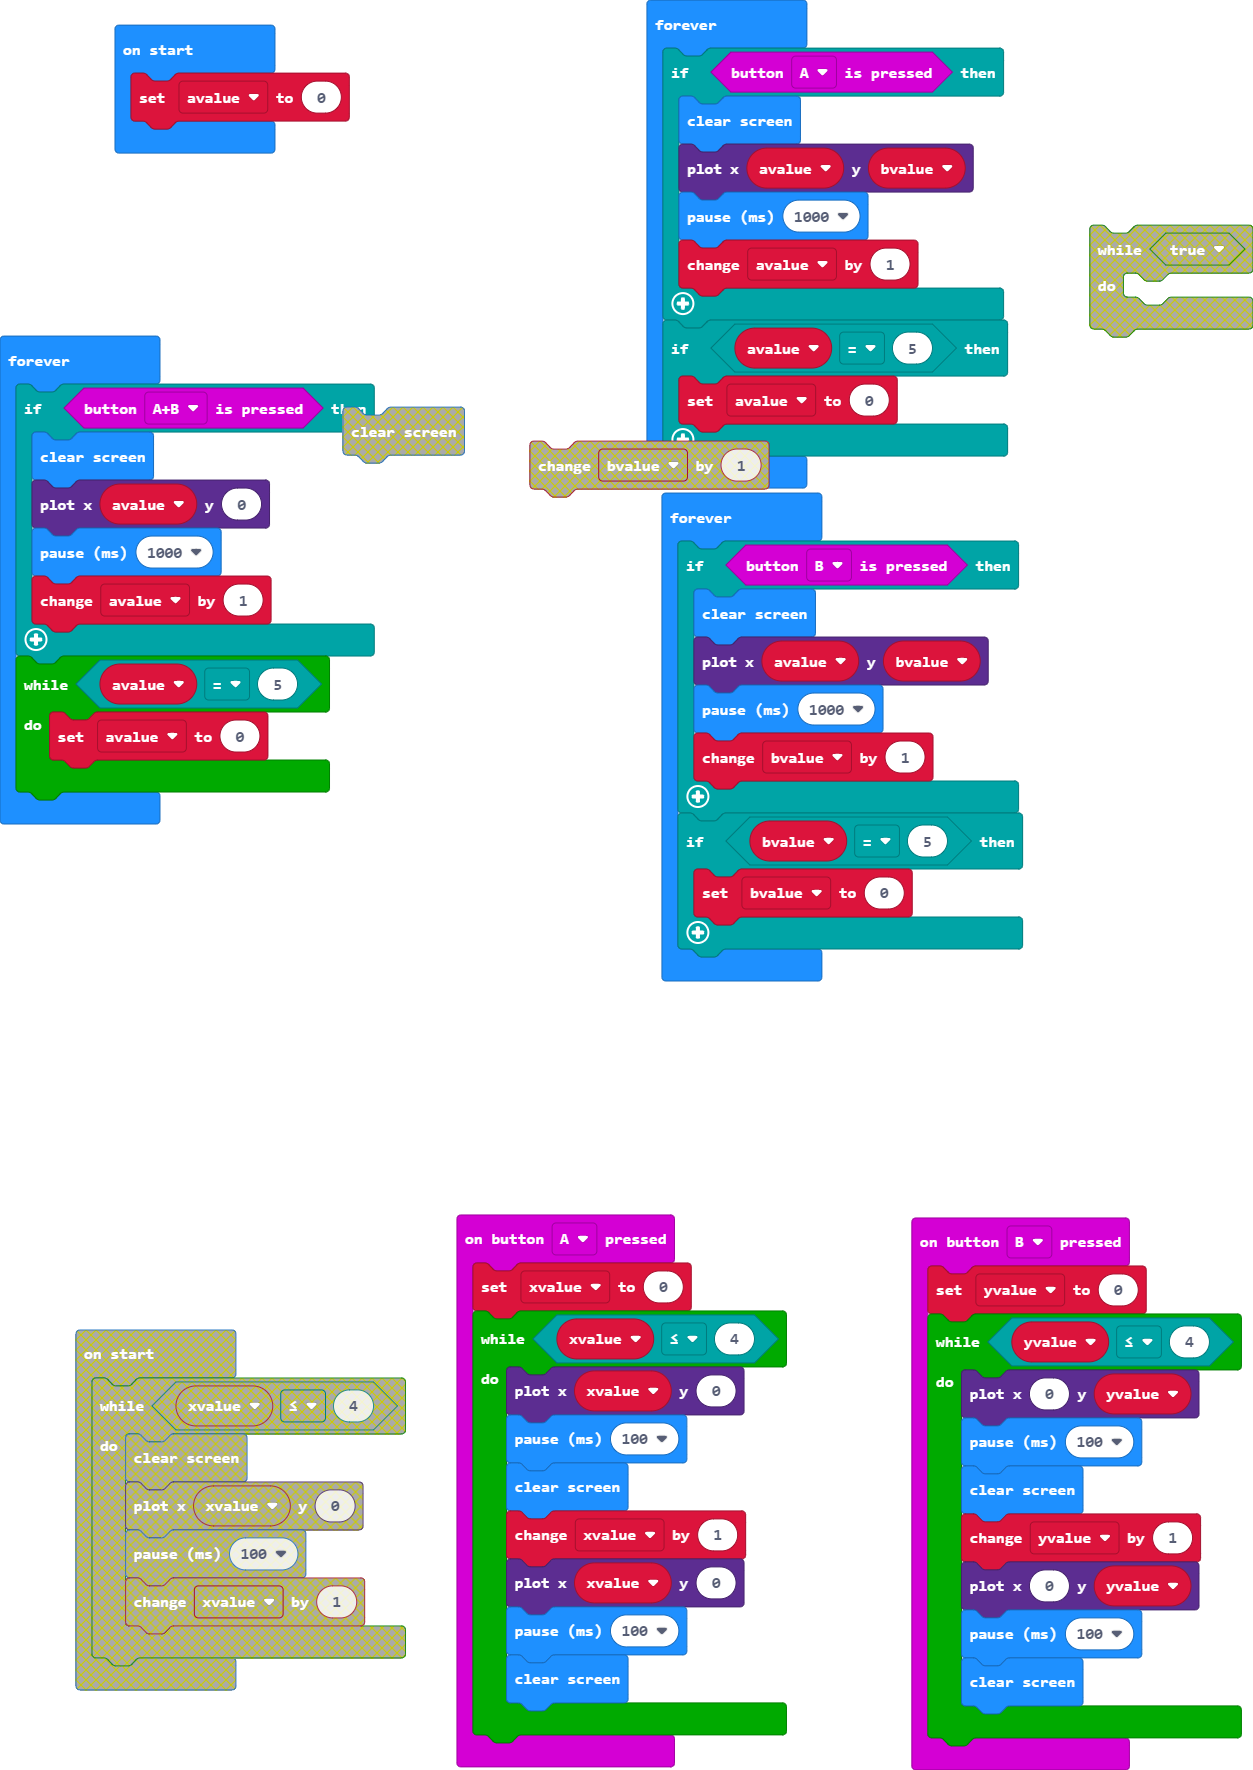 on start
set avalue to 0
forever
if button A is pressed then
clear screen
plot x avalue y bvalue
pause (ms) 1000
change avalue by 1
if avalue = 5 then
set avalue to 0
while true
do
forever
if button A+B is pressed then
clear screen
plot x avalue y 0
pause (ms) 1000
change avalue by 1
while avalue = 5
do set avalue to 0
clear screen
change bvalue by 1
forever
if button B is pressed then
clear screen
plot x avalue y bvalue
pause (ms) 1000
change bvalue by 1
if bvalue = 5 then
set bvalue to 0
on start
while xvalue ≤ 4
do
clear screen
plot x xvalue y 0
pause (ms) 100
change xvalue by 1
on button A pressed
set xvalue to 0
while xvalue ≤ 4
do
plot x xvalue y 0
pause (ms) 100
clear screen
change xvalue by 1
plot x xvalue y 0
pause (ms) 100
clear screen
on button B pressed
set yvalue to 0
while yvalue ≤ 4
do
plot x 0 y yvalue
pause (ms) 100
clear screen
change yvalue by 1
plot x 0 y yvalue
pause (ms) 100
clear screen